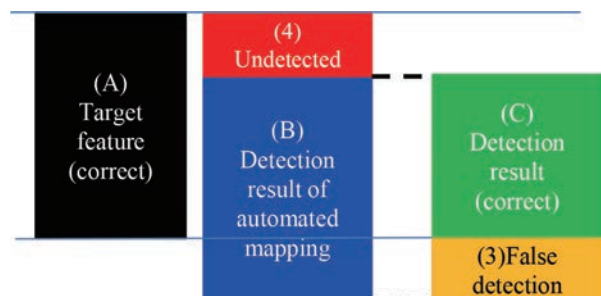 (A)
Target
feature
(correct)
(4)
Undetected
(B)
Detection
result of
automated
mapping
(C)
Detection
result
(correct)
(3)False
detection